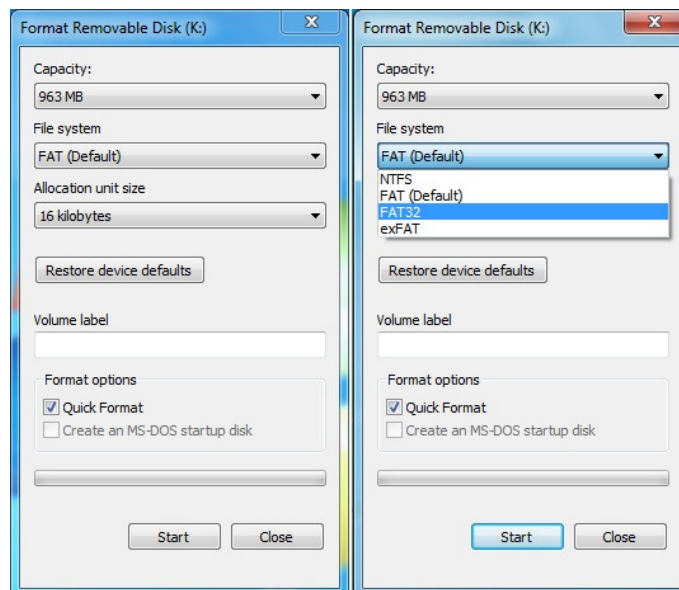 Format Removable Disk (K:)
Capacity:
963 MB
File system
FAT (Default)
Allocation unit size
16 kilobytes
Restore device defaults
Volume label
Format options
Quick Format
Create an MS-DOS startup disk
Start Close
Format Removable Disk (K:)
Capacity:
963 MB
File system
FAT (Default)
NTFS
FAT (Default)
FAT32
exFAT
Restore device defaults
Volume label
Format options
Quick Format
Create an MS-DOS startup disk
Start Close